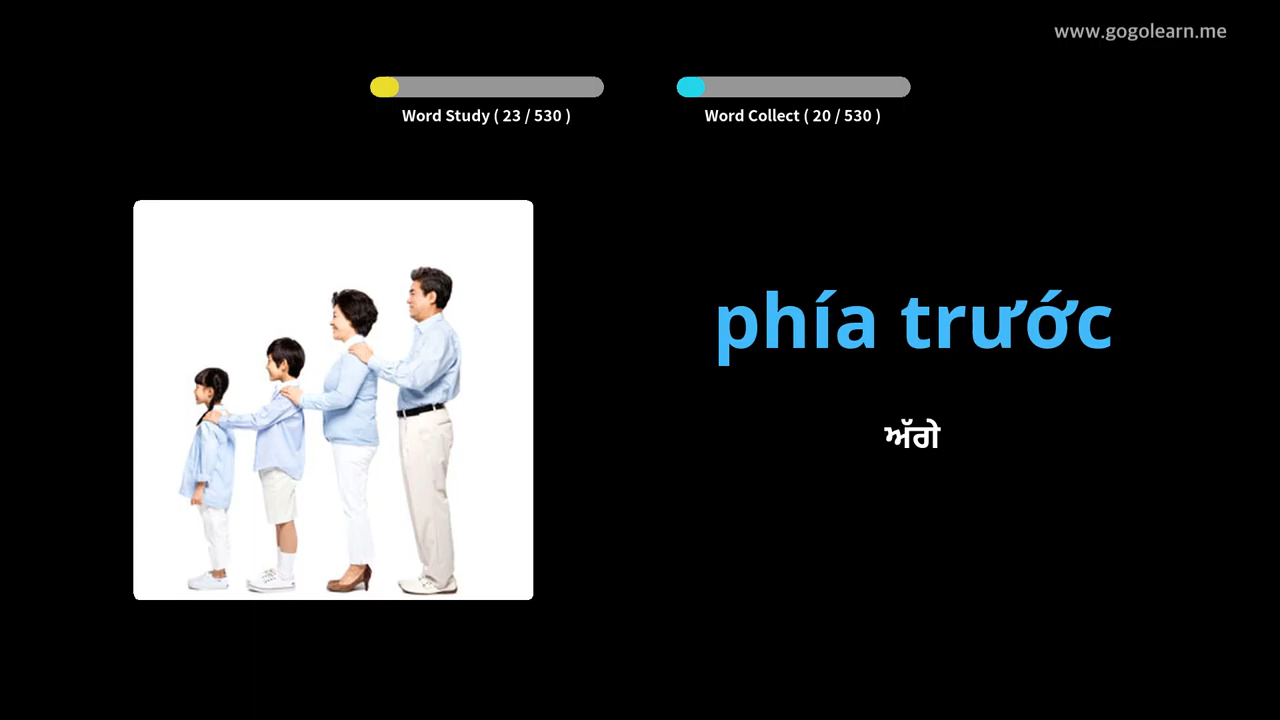 www.gogolearn.me
Word Study ( 23 / 530 )
Word Collect ( 20 / 530 )
phía trước
ਅੱਗੇ